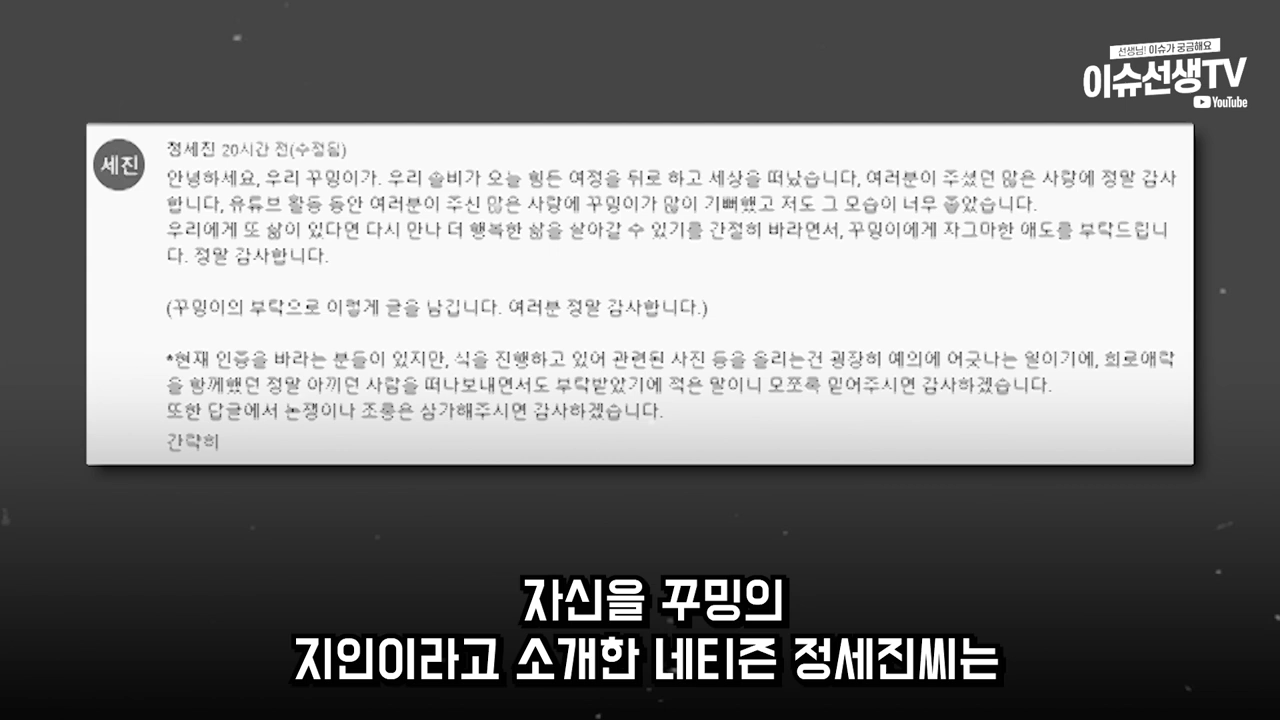 선생님! 이슈가 궁금해요
이슈선생TV
YouTube
세진
정세진 20시간 전(수정됨)
안녕하세요, 우리 꾸밍이가. 우리 솔비가 오늘 힘든 여정을 뒤로 하고 세상을 떠났습니다, 여러분이 주셨던 많은 사랑에 정말 감사
합니다, 유튜브 활동 동안 여러분이 주신 많은 사랑에 꾸밍이가 많이 기뻐했고 저도 그 모습이 너무 좋았습니다.
우리에게 또 삶이 있다면 다시 만나 더 행복한 삶을 살아갈 수 있기를 간절히 바라면서, 꾸밍이에게 자그마한 애도를 부탁드립니
다. 정말 감사합니다.
(꾸밍이의 부탁으로 이렇게 글을 남깁니다. 여러분 정말 감사합니다.)
*현재 인증을 바라는 분들이 있지만, 식을 진행하고 있어 관련된 사진 등을 올리는건 굉장히 예의에 어긋나는 일이기에, 희로애락
을 함께했던 정말 아끼던 사람을 떠나보내면서도 부탁받았기에 적은 말이니 모쪼록 믿어주시면 감사하겠습니다.
또한 답글에서 논쟁이나 조롱은 삼가해주시면 감사하겠습니다.
간략히
자신을 꾸밍의
지인이라고 소개한 네티즌 정세진씨는